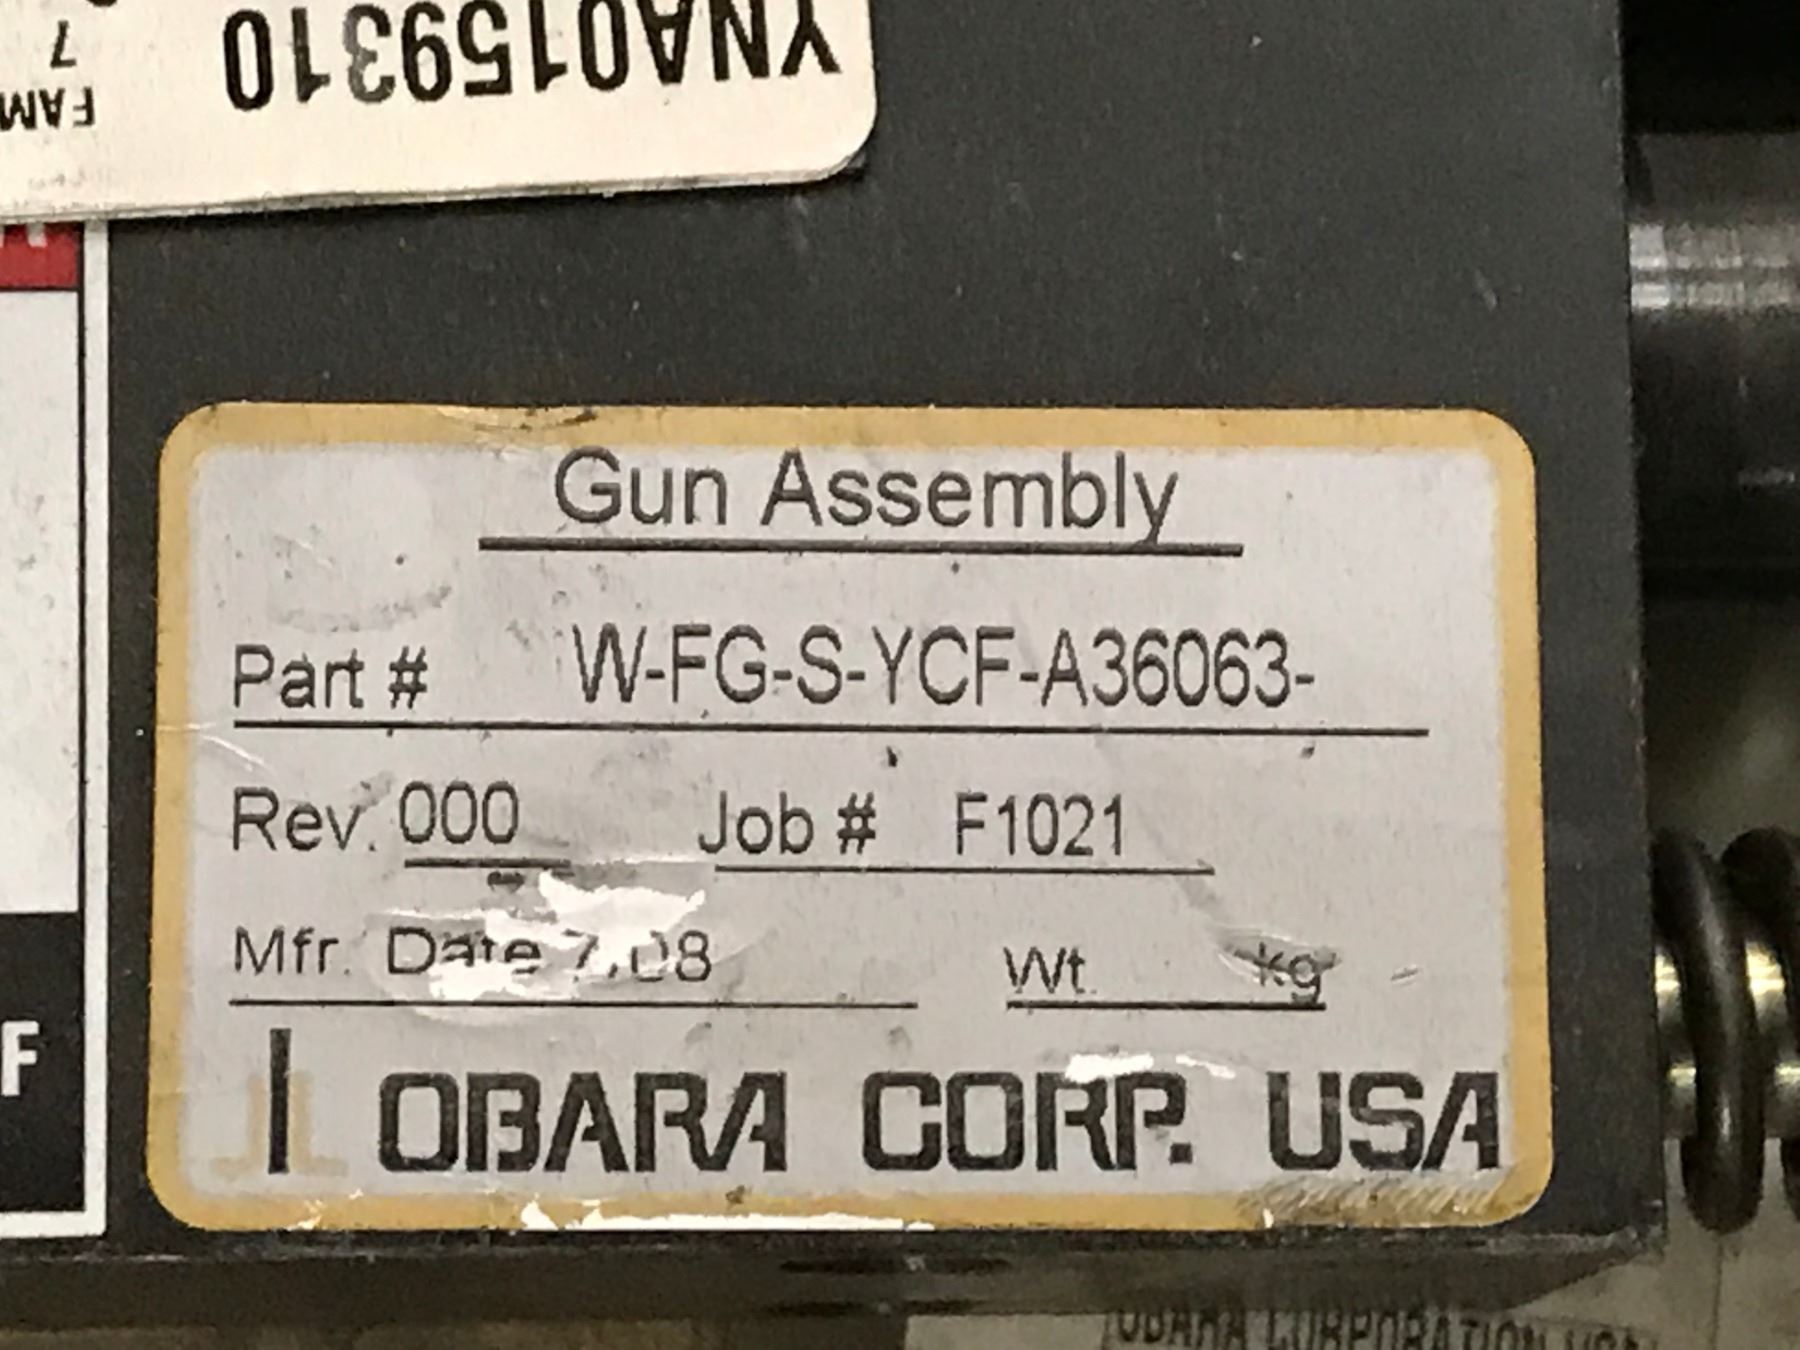 YNA0159310
FAM
7
Gun Assembly
Part # W-FG-S-YCF-A36063-
Rev. 000 Job # F1021
Mfr. Date 7.08 Wt. kg
OBARA CORP. USA
F
OBARA CORPORATION USA